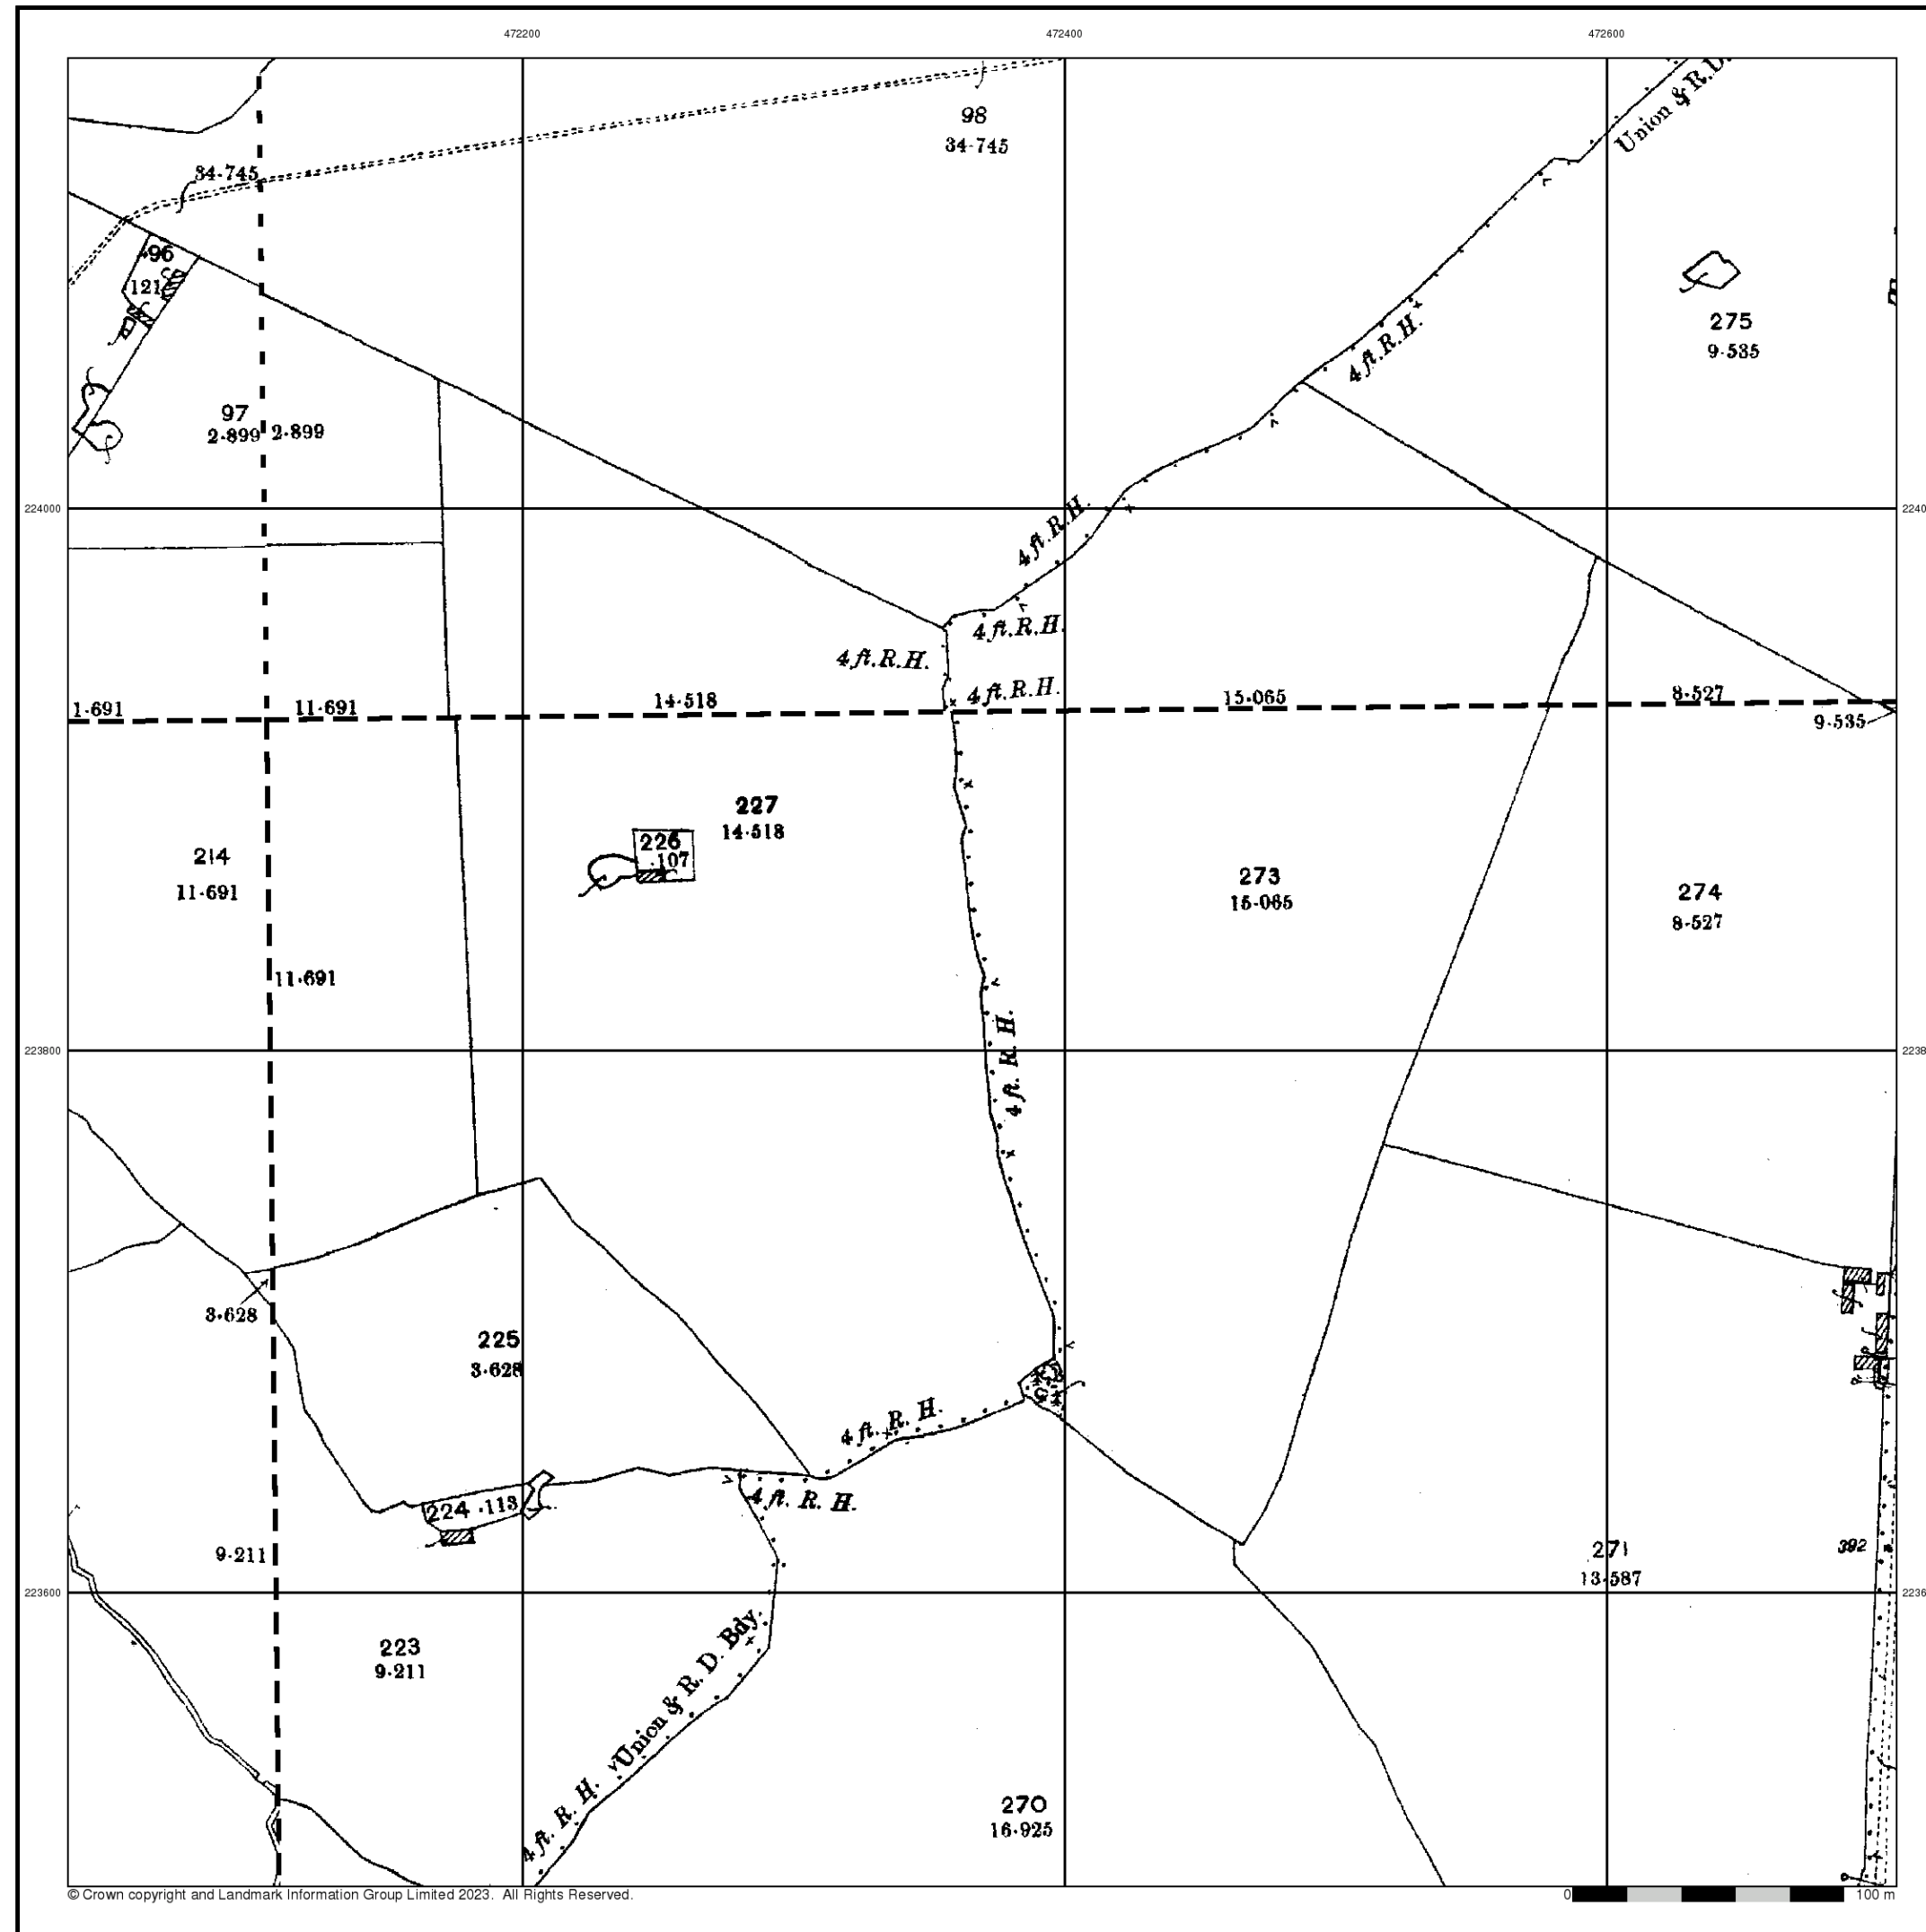 472200 472400 472600
Union & R.D.
98
34·745
34·745
·96
121
275
9·535
4 ft. R.H.
97
2·899 2·899
224000
4 ft. R.H.
4 ft. R.H.
4 ft. R.H.
4 ft. R.H.
1·691 11·691 14·518 15·065 8·527
9·535
227
14·518
226
·107
214
11·691
273
15·065
274
8·527
11·691
4 ft. R. H.
223800
3·628
225
3·628
4 ft. R. H.
4 ft. R. H.
224 ·113
9·211
271
13·587
392
223600
223
9·211
4 ft. R. H. Union & R. D. Bdy.
270
16·925
© Crown copyright and Landmark Information Group Limited 2023. All Rights Reserved.
0 100 m